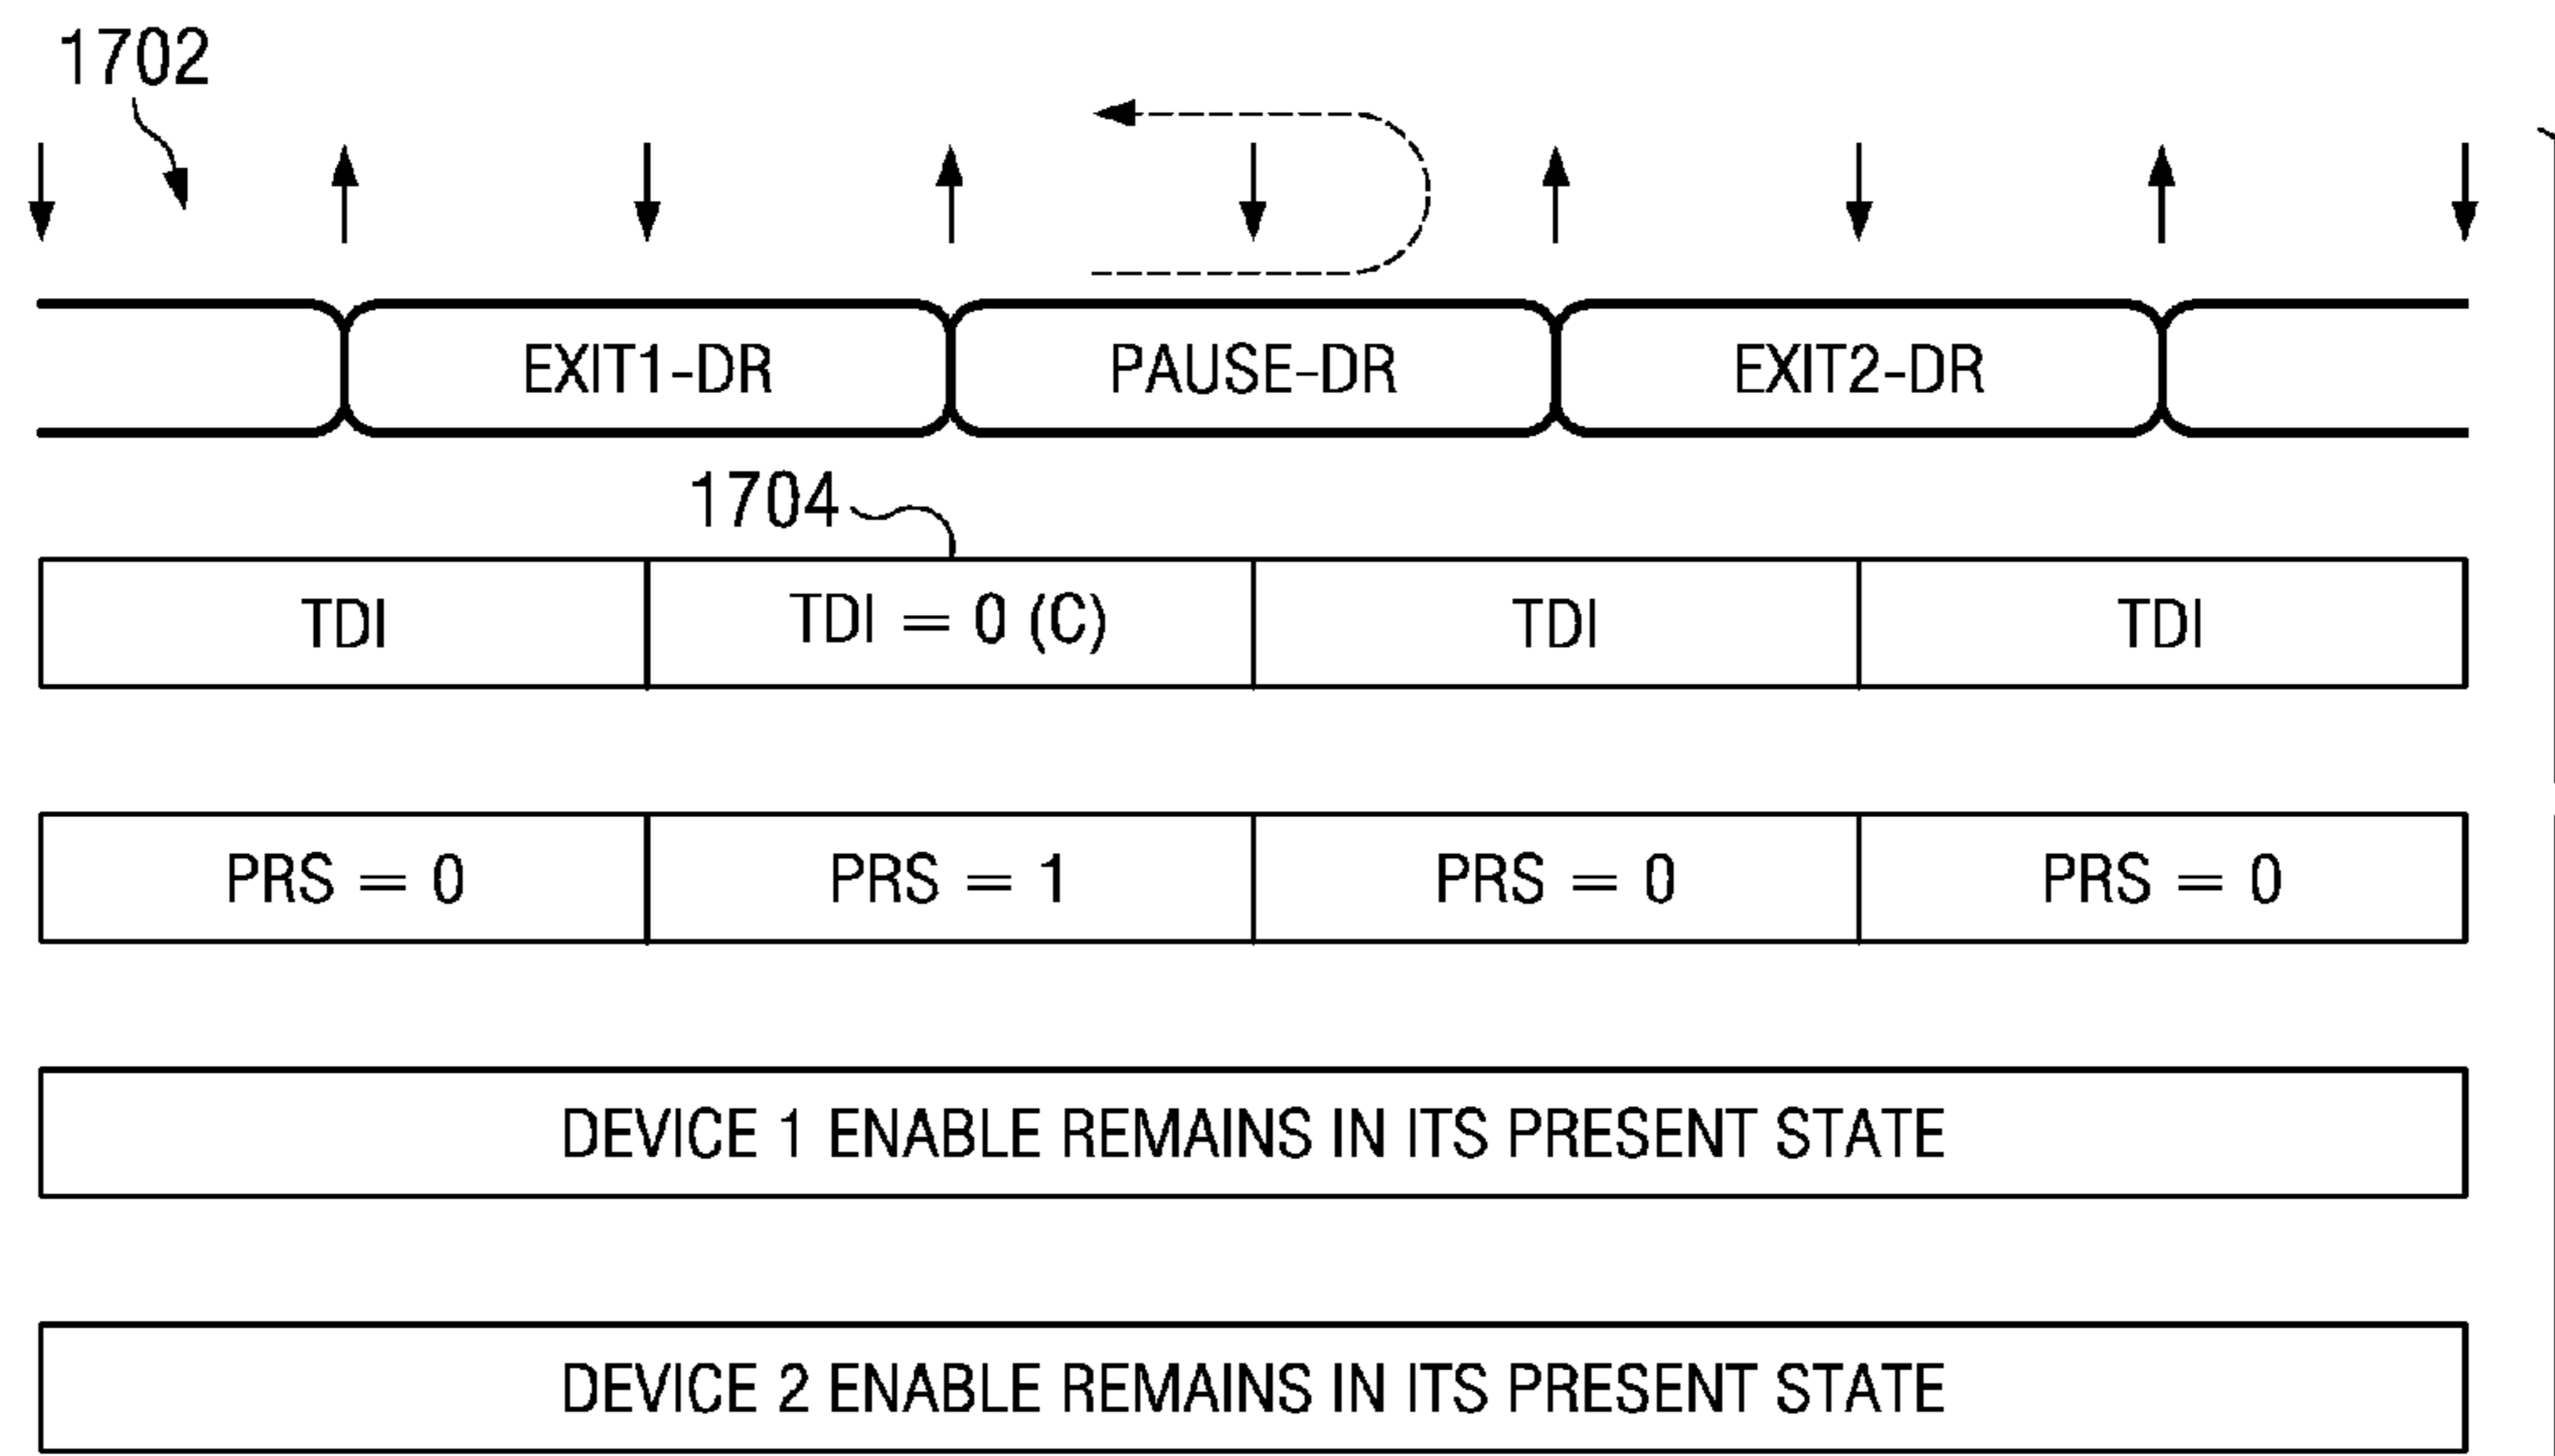 1702
EXIT1-DR PAUSE-DR EXIT2-DR
1704
TDI TDI = 0 (C) TDI TDI
PRS = 0 PRS = 1 PRS = 0 PRS = 0
DEVICE 1 ENABLE REMAINS IN ITS PRESENT STATE
DEVICE 2 ENABLE REMAINS IN ITS PRESENT STATE